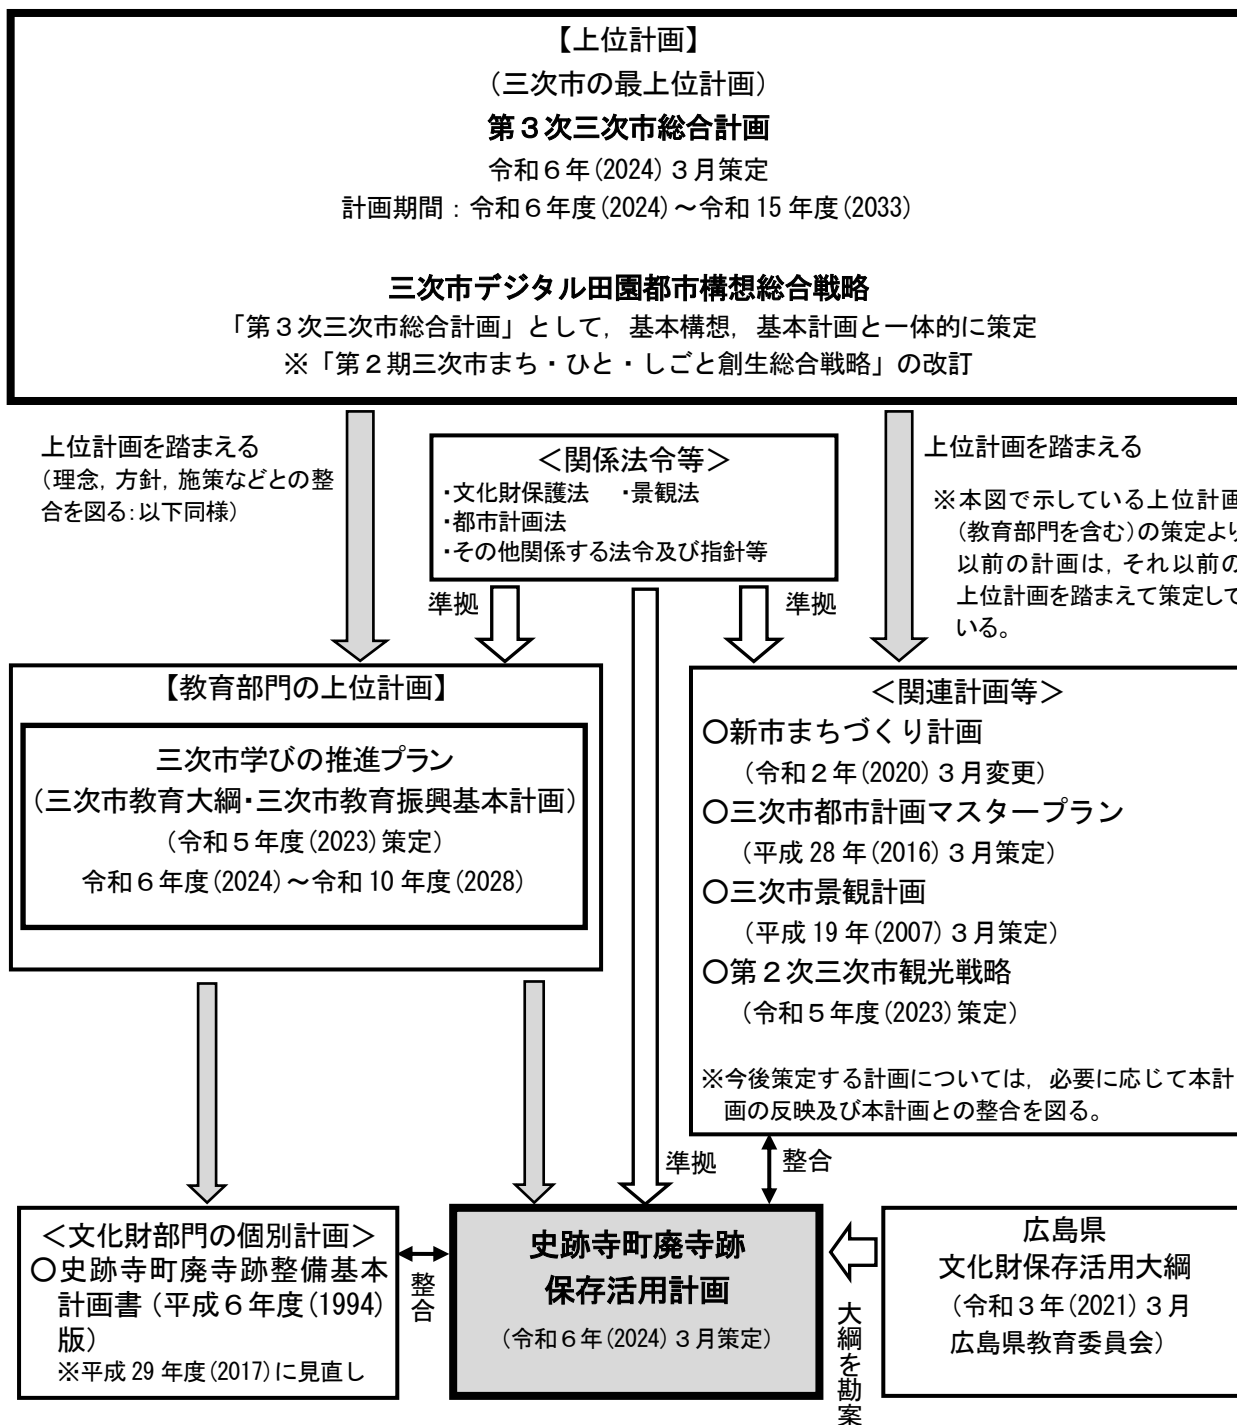 【上位計画】
（三次市の最上位計画）
第３次三次市総合計画
令和６年(2024)３月策定
計画期間：令和６年度(2024)～令和15年度(2033)
三次市デジタル田園都市構想総合戦略
「第３次三次市総合計画」として，基本構想，基本計画と一体的に策定
※「第２期三次市まち・ひと・しごと創生総合戦略」の改訂
上位計画を踏まえる
（理念，方針，施策などとの整
合を図る：以下同様）
＜関係法令等＞
・文化財保護法　・景観法
・都市計画法
・その他関係する法令及び指針等
上位計画を踏まえる
※本図で示している上位計画
（教育部門を含む）の策定より
以前の計画は，それ以前の
上位計画を踏まえて策定して
いる。
準拠
準拠
【教育部門の上位計画】
三次市学びの推進プラン
（三次市教育大綱・三次市教育振興基本計画）
（令和５年度(2023)策定）
令和６年度(2024)～令和10年度(2028)
＜関連計画等＞
○新市まちづくり計画
（令和２年(2020)３月変更）
○三次市都市計画マスタープラン
（平成28年(2016)３月策定）
○三次市景観計画
（平成19年(2007)３月策定）
○第２次三次市観光戦略
（令和５年度(2023)策定）
※今後策定する計画については，必要に応じて本計
画の反映及び本計画との整合を図る。
準拠
整合
＜文化財部門の個別計画＞
○史跡寺町廃寺跡整備基本
計画書（平成６年度(1994)
版）
※平成29年度(2017)に見直し
整合
史跡寺町廃寺跡
保存活用計画
（令和６年(2024)３月策定）
大綱を勘案
広島県
文化財保存活用大綱
（令和３年(2021)３月
広島県教育委員会）